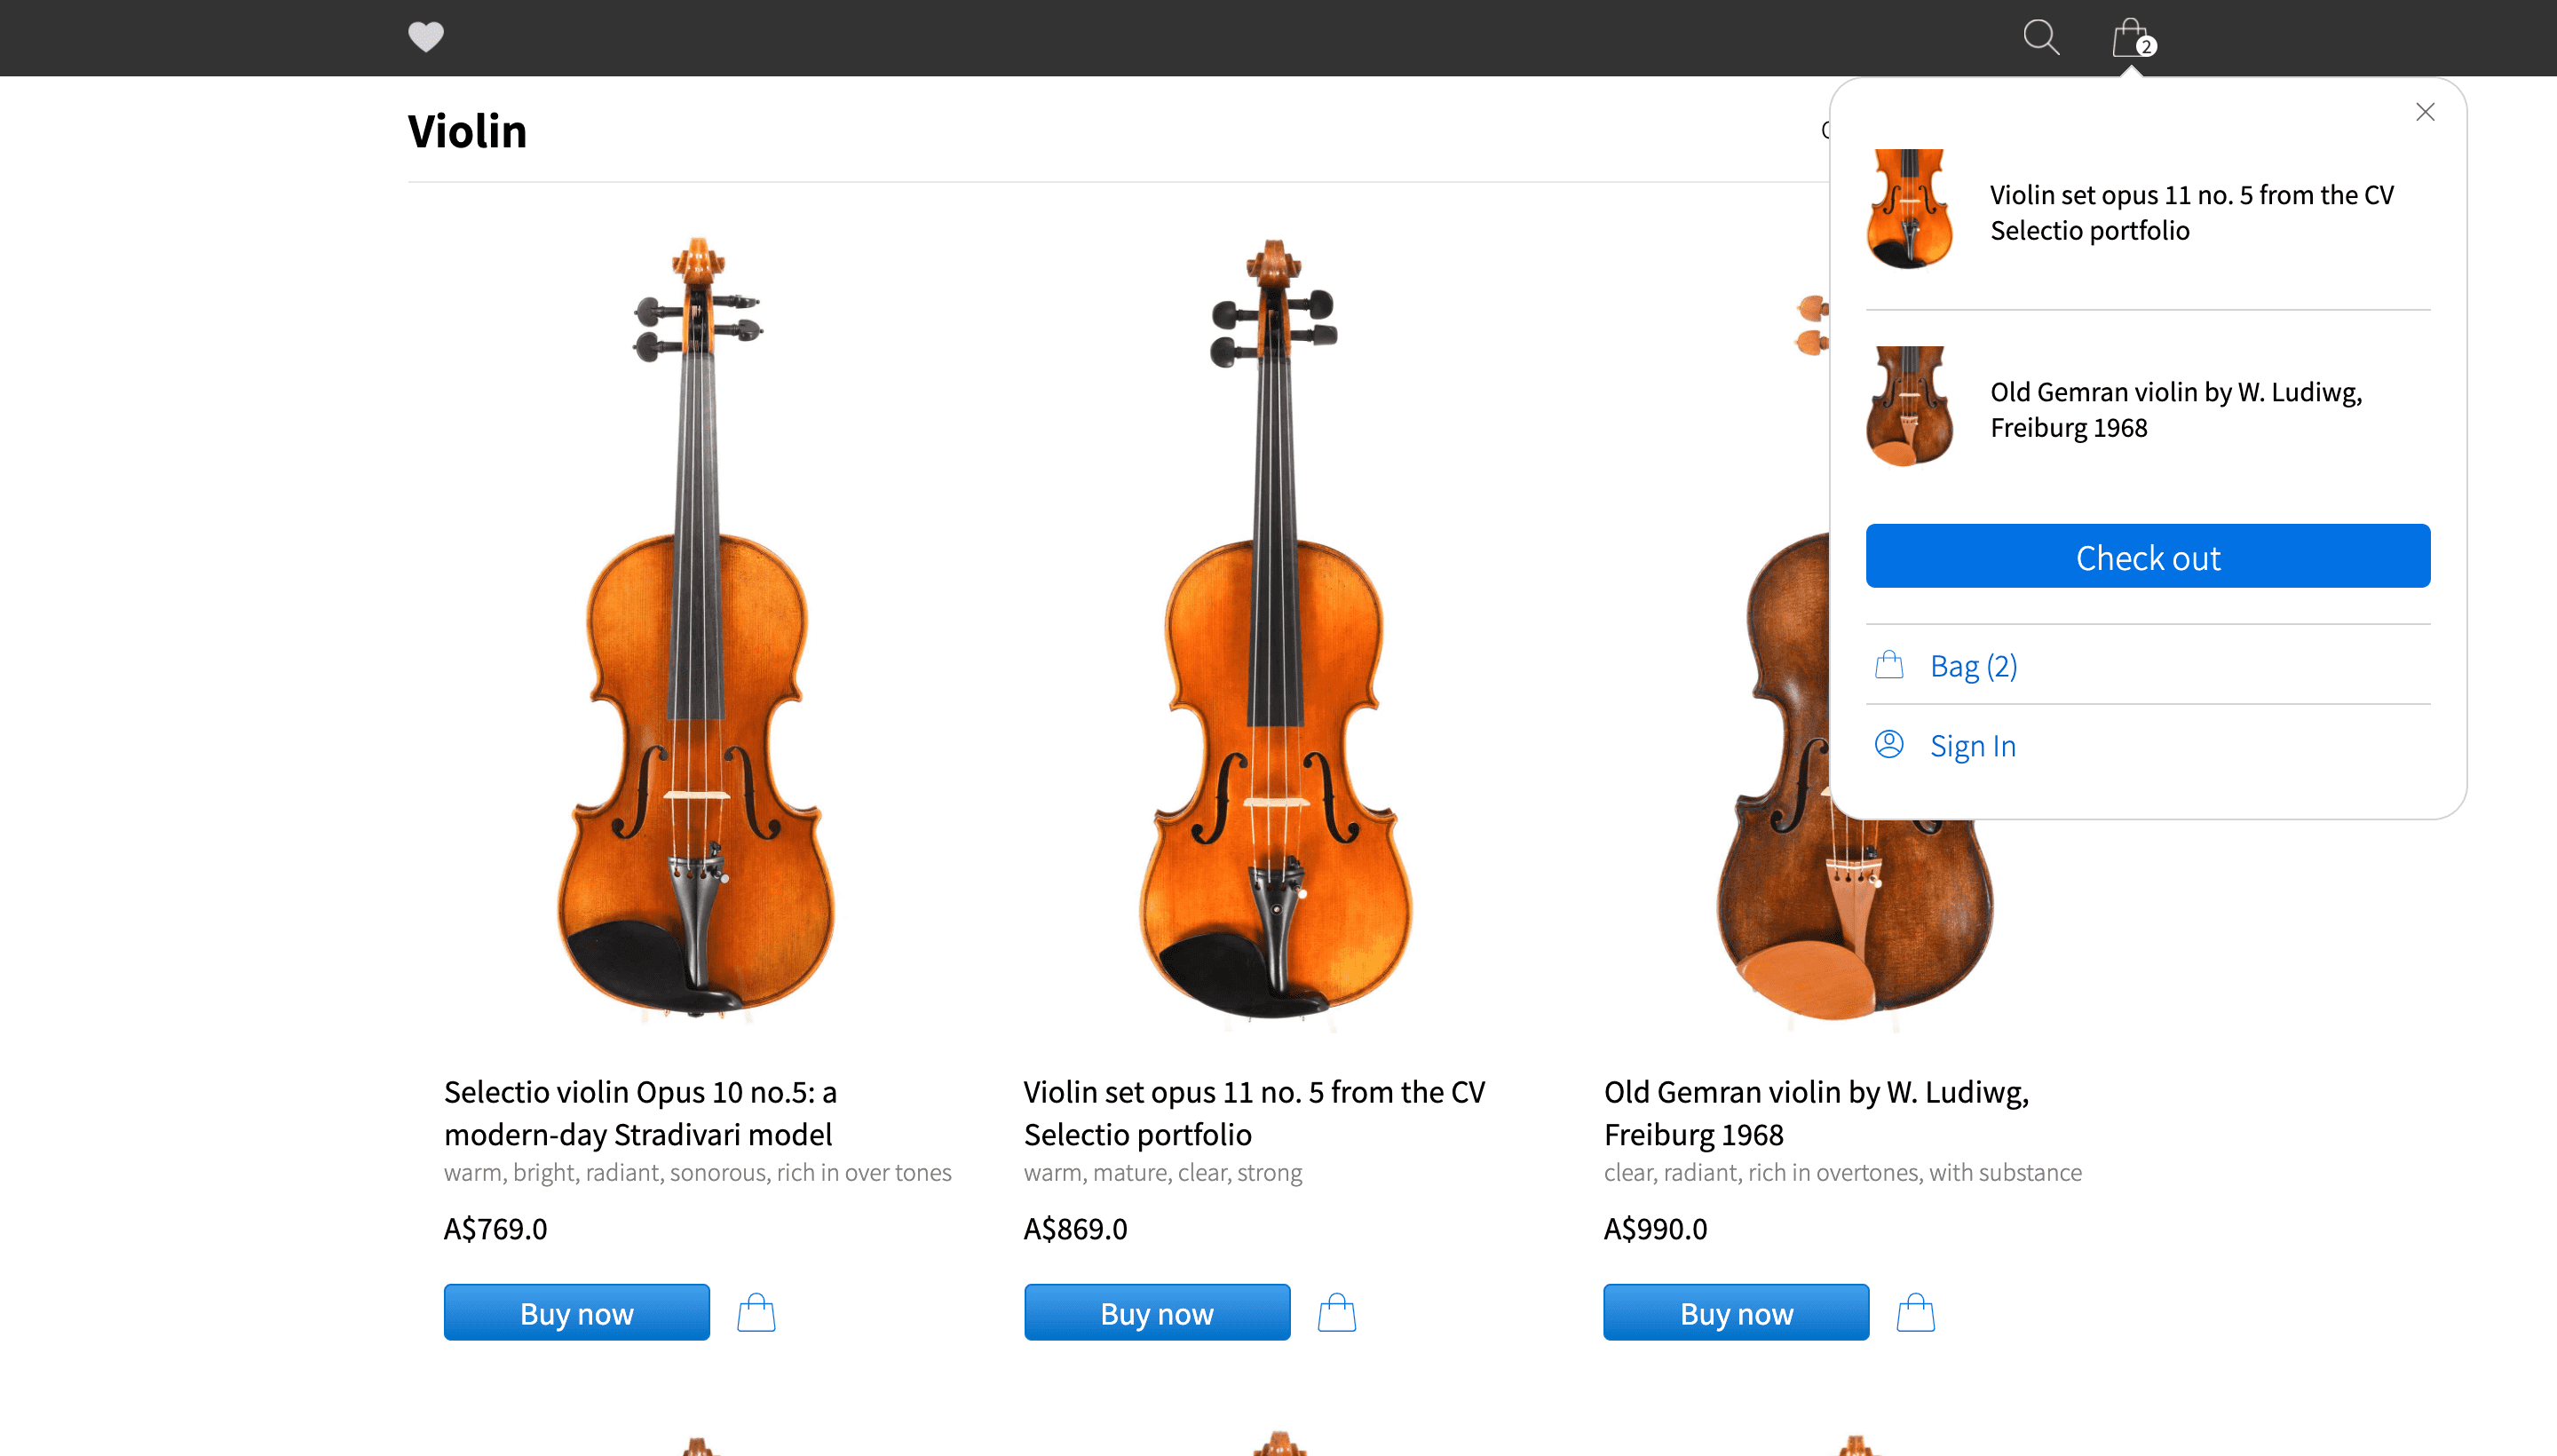 2
Violin
Violin set opus 11 no. 5 from the CV
Selectio portfolio
Old Gemran violin by W. Ludiwg,
Freiburg 1968
Check out
Bag (2)
Sign In
Selectio violin Opus 10 no.5: a
modern-day Stradivari model
warm, bright, radiant, sonorous, rich in over tones
A$769.0
Buy now
Violin set opus 11 no. 5 from the CV
Selectio portfolio
warm, mature, clear, strong
A$869.0
Buy now
Old Gemran violin by W. Ludiwg,
Freiburg 1968
clear, radiant, rich in overtones, with substance
A$990.0
Buy now